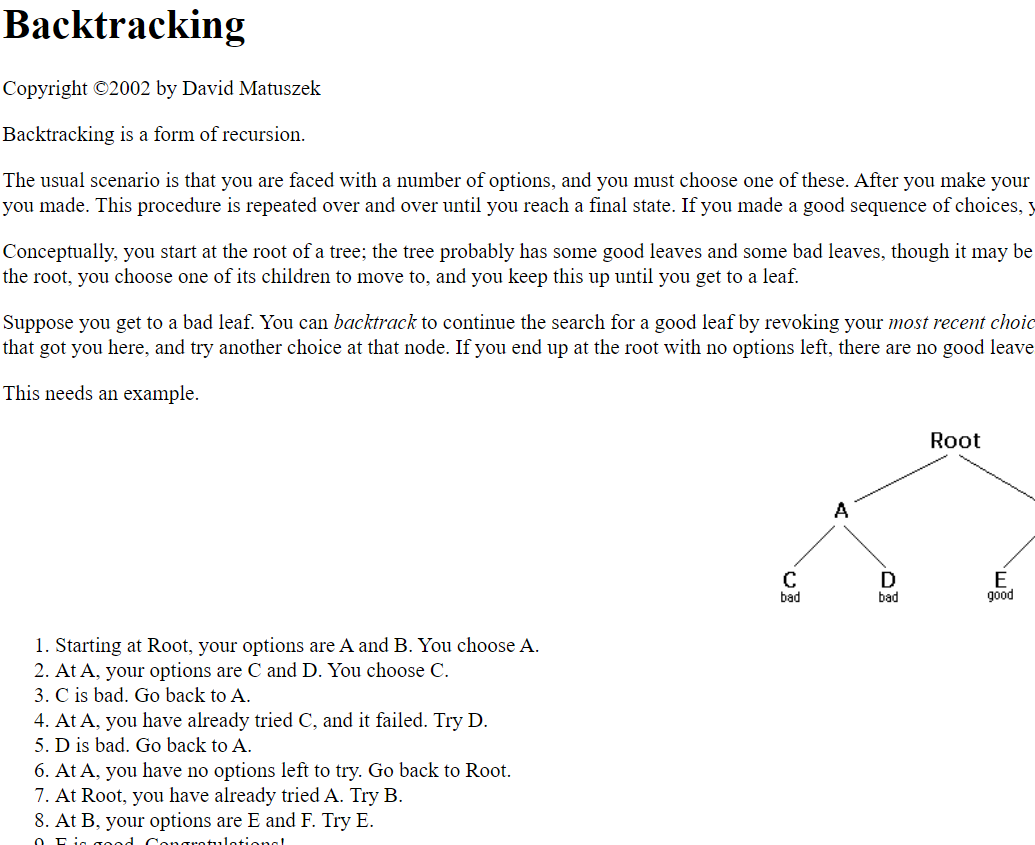 Backtracking
Copyright ©2002 by David Matuszek
Backtracking is a form of recursion.
The usual scenario is that you are faced with a number of options, and you must choose one of these. After you make your
you made. This procedure is repeated over and over until you reach a final state. If you made a good sequence of choices,
Conceptually, you start at the root of a tree; the tree probably has some good leaves and some bad leaves, though it may be
the root, you choose one of its children to move to, and you keep this up until you get to a leaf.
Suppose you get to a bad leaf. You can backtrack to continue the search for a good leaf by revoking your most recent choic
that got you here, and try another choice at that node. If you end up at the root with no options left, there are no good leave
This needs an example.
Root
A
C D E
bad bad good
1. Starting at Root, your options are A and B. You choose A.
2. At A, your options are C and D. You choose C.
3. C is bad. Go back to A.
4. At A, you have already tried C, and it failed. Try D.
5. D is bad. Go back to A.
6. At A, you have no options left to try. Go back to Root.
7. At Root, you have already tried A. Try B.
8. At B, your options are E and F. Try E.
9. E is good. Congratulations!